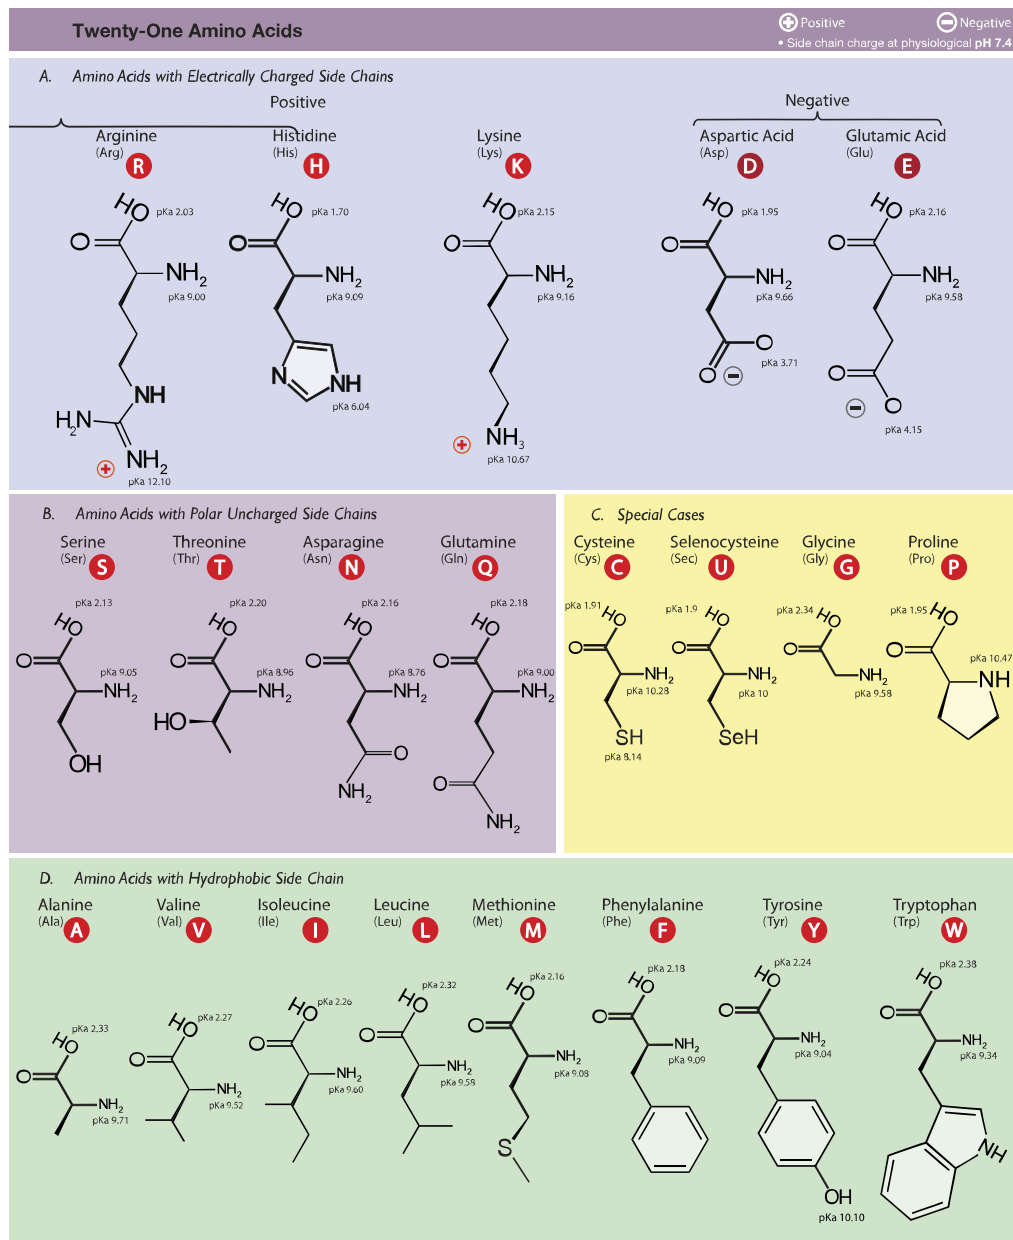 Twenty-One Amino Acids
+ Positive
− Negative
• Side chain charge at physiological pH 7.4
A. Amino Acids with Electrically Charged Side Chains
Positive
Negative
Arginine
(Arg)
R
pKa 2.03
HO
O
NH2
pKa 9.00
NH
H2N
+
NH2
pKa 12.10
Histidine
(His)
H
pKa 1.70
HO
O
NH2
pKa 9.09
N
NH
pKa 6.04
Lysine
(Lys)
K
pKa 2.15
HO
O
NH2
pKa 9.16
+
NH3
pKa 10.67
Aspartic Acid
(Asp)
D
pKa 1.95
HO
O
NH2
pKa 9.66
O
pKa 3.71
O −
Glutamic Acid
(Glu)
E
pKa 2.16
HO
O
NH2
pKa 9.58
O
− O
pKa 4.15
B. Amino Acids with Polar Uncharged Side Chains
Serine
(Ser)
S
pKa 2.13
HO
O
pKa 9.05
NH2
OH
Threonine
(Thr)
T
pKa 2.20
HO
O
pKa 8.96
NH2
HO
Asparagine
(Asn)
N
pKa 2.16
HO
O
pKa 8.76
NH2
O
NH2
Glutamine
(Gln)
Q
pKa 2.18
HO
O
pKa 9.00
NH2
O
NH2
C. Special Cases
Cysteine
(Cys)
C
pKa 1.91
HO
O
NH2
pKa 10.28
SH
pKa 8.14
Selenocysteine
(Sec)
U
pKa 1.9
HO
O
NH2
pKa 10
SeH
Glycine
(Gly)
G
pKa 2.34
HO
O
NH2
pKa 9.58
Proline
(Pro)
P
pKa 1.95
HO
O
pKa 10.47
NH
D. Amino Acids with Hydrophobic Side Chain
Alanine
(Ala)
A
pKa 2.33
HO
O
NH2
pKa 9.71
Valine
(Val)
V
pKa 2.27
HO
O
NH2
pKa 9.52
Isoleucine
(Ile)
I
pKa 2.26
HO
O
NH2
pKa 9.60
Leucine
(Leu)
L
pKa 2.32
HO
O
NH2
pKa 9.58
Methionine
(Met)
M
pKa 2.16
HO
O
NH2
pKa 9.08
S
Phenylalanine
(Phe)
F
pKa 2.18
HO
O
NH2
pKa 9.09
Tyrosine
(Tyr)
Y
pKa 2.24
HO
O
NH2
pKa 9.04
OH
pKa 10.10
Tryptophan
(Trp)
W
pKa 2.38
HO
O
NH2
pKa 9.34
NH